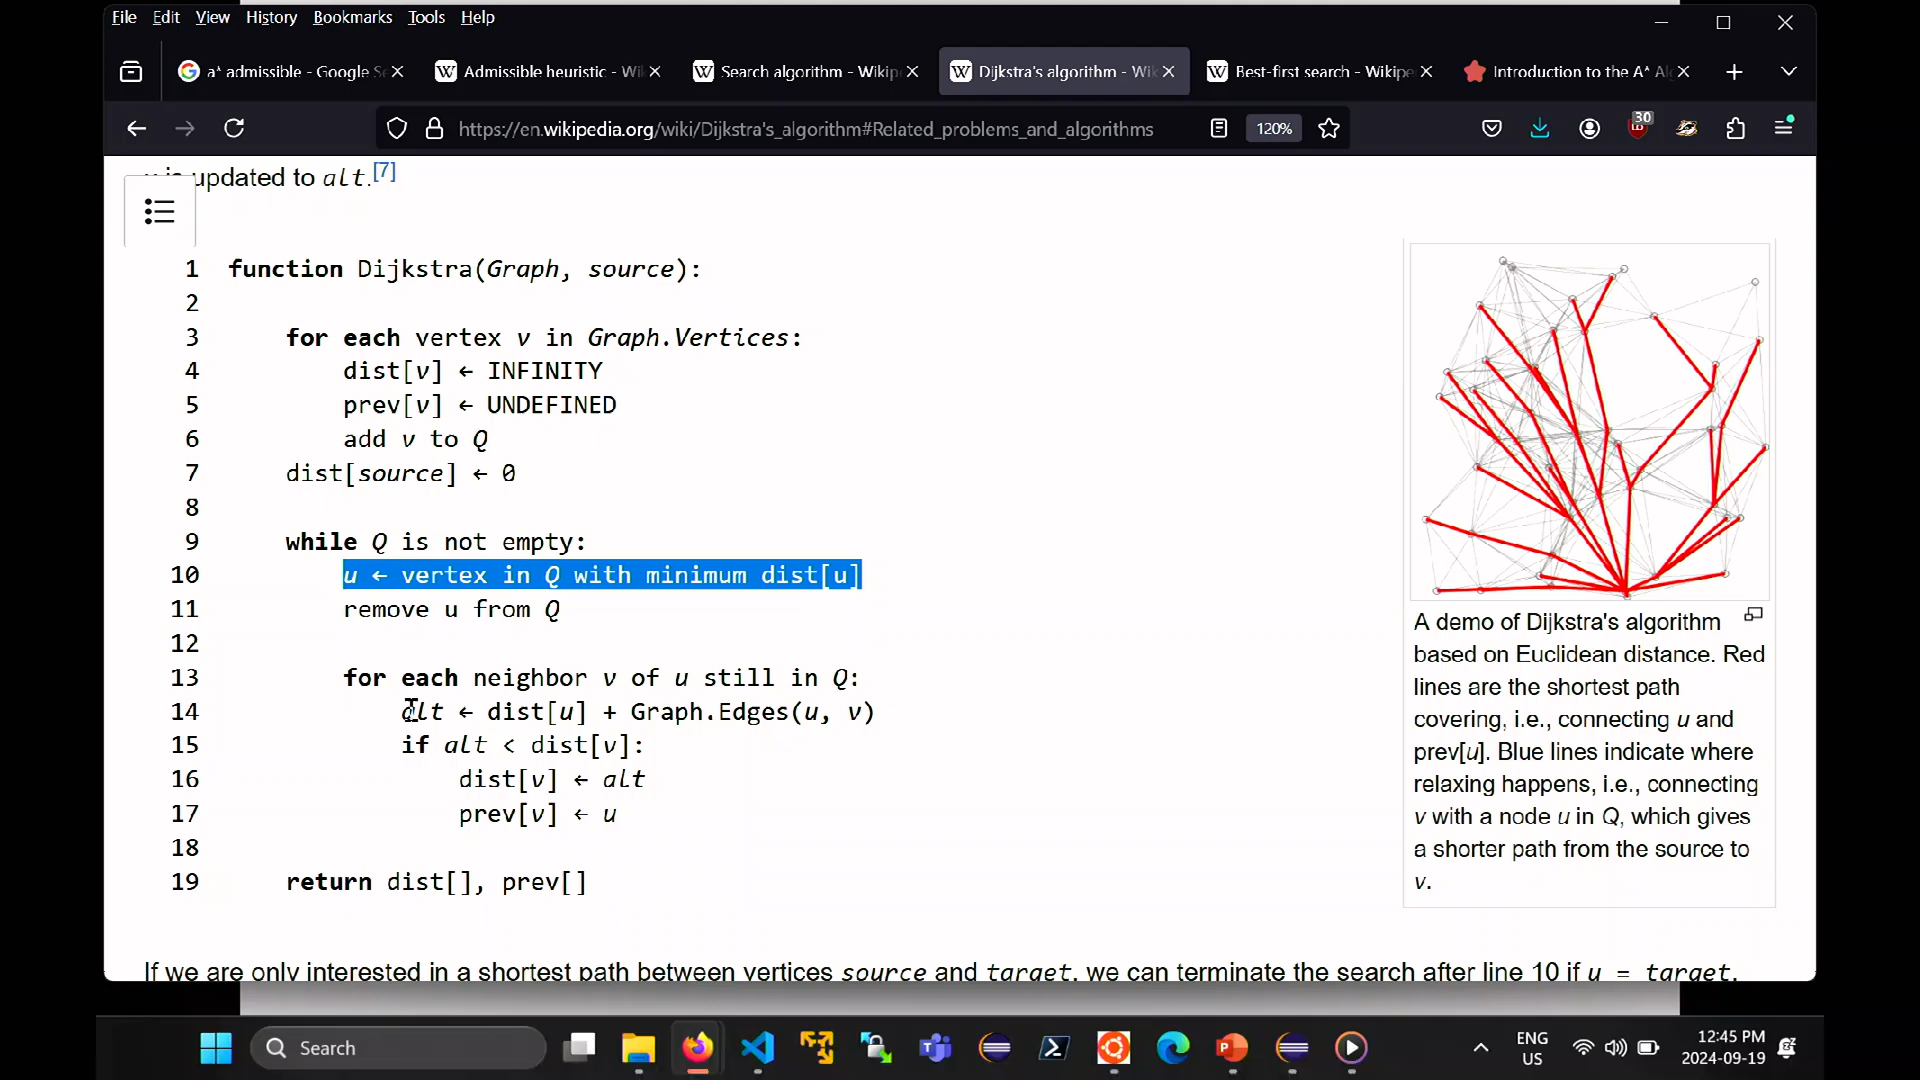 File Edit View History Bookmarks Tools Help
a* admissible - Google Se
Admissible heuristic - Wi
Search algorithm - Wikip
Dijkstra's algorithm - Wi
Best-first search - Wikipe
Introduction to the A* Al
https://en.wikipedia.org/wiki/Dijkstra's_algorithm#Related_problems_and_algorithms
120%
30
is updated to alt.[7]
1 function Dijkstra(Graph, source):
2
3 for each vertex v in Graph.Vertices:
4 dist[v] ← INFINITY
5 prev[v] ← UNDEFINED
6 add v to Q
7 dist[source] ← 0
8
9 while Q is not empty:
10 u ← vertex in Q with minimum dist[u]
11 remove u from Q
12
13 for each neighbor v of u still in Q:
14 alt ← dist[u] + Graph.Edges(u, v)
15 if alt < dist[v]:
16 dist[v] ← alt
17 prev[v] ← u
18
19 return dist[], prev[]
A demo of Dijkstra's algorithm
based on Euclidean distance. Red
lines are the shortest path
covering, i.e., connecting u and
prev[u]. Blue lines indicate where
relaxing happens, i.e., connecting
v with a node u in Q, which gives
a shorter path from the source to
v.
If we are only interested in a shortest path between vertices source and target, we can terminate the search after line 10 if u = target.
Search
ENG
US
12:45 PM
2024-09-19